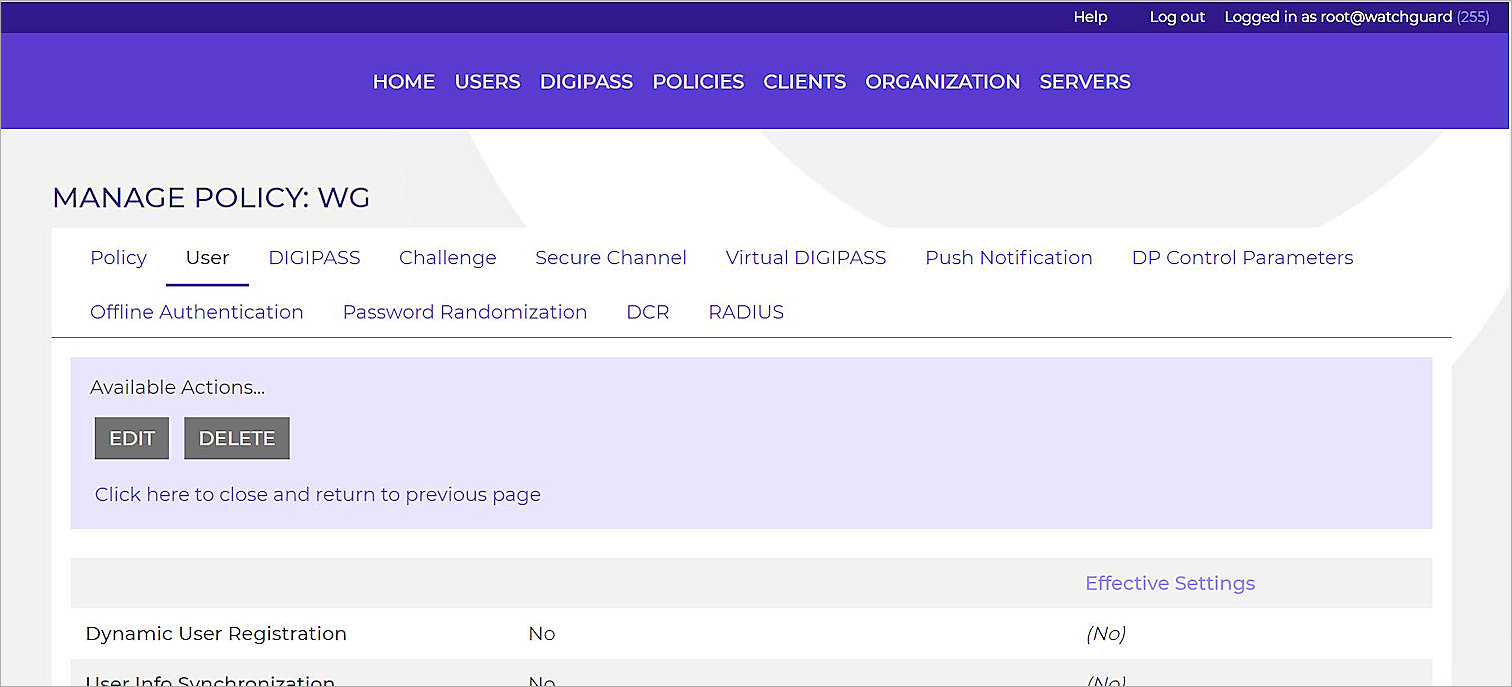 Help Log out Logged in as root@watchguard (255)
HOME USERS DIGIPASS POLICIES CLIENTS ORGANIZATION SERVERS
MANAGE POLICY: WG
Policy User DIGIPASS Challenge Secure Channel Virtual DIGIPASS Push Notification DP Control Parameters
Offline Authentication Password Randomization DCR RADIUS
Available Actions...
EDIT DELETE
Click here to close and return to previous page
Effective Settings
Dynamic User Registration No (No)
User Info Synchronization No (No)